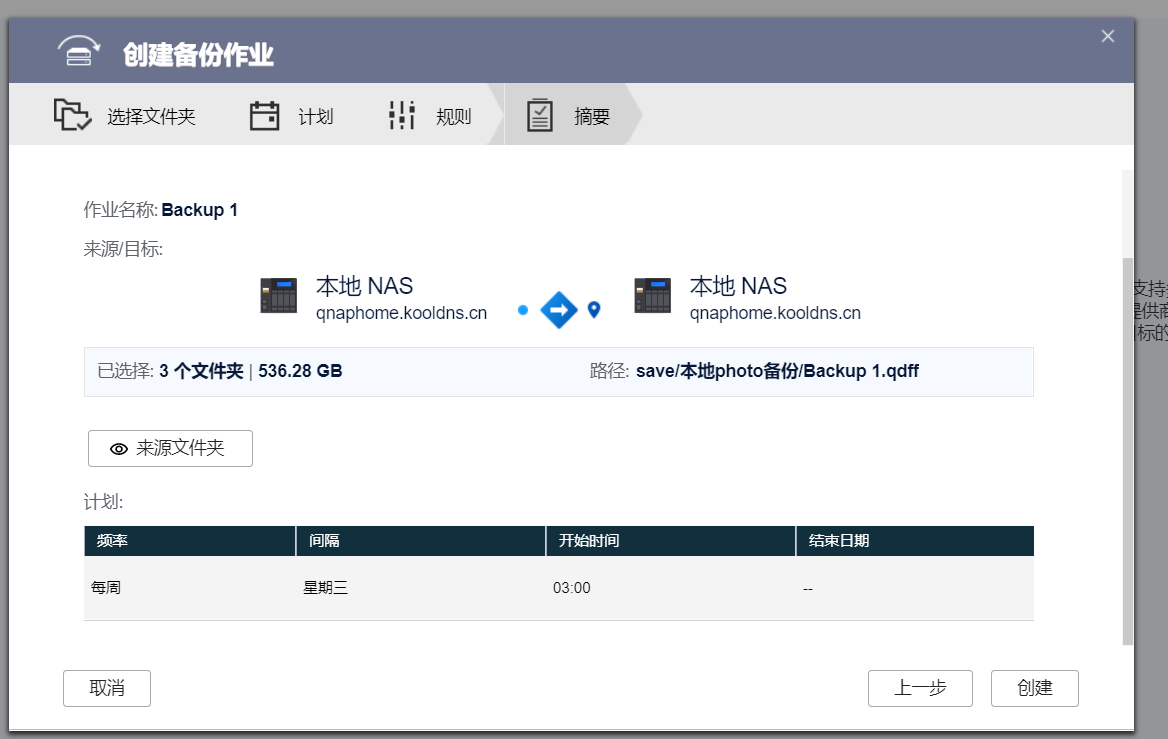 创建备份作业
选择文件夹 计划 规则 摘要
作业名称: Backup 1
来源/目标:
本地 NAS 本地 NAS
qnaphome.kooldns.cn qnaphome.kooldns.cn
支持
提供商
目标的
已选择: 3 个文件夹 | 536.28 GB 路径: save/本地photo备份/Backup 1.qdff
来源文件夹
计划:
频率 间隔 开始时间 结束日期
每周 星期三 03:00 --
取消 上一步 创建